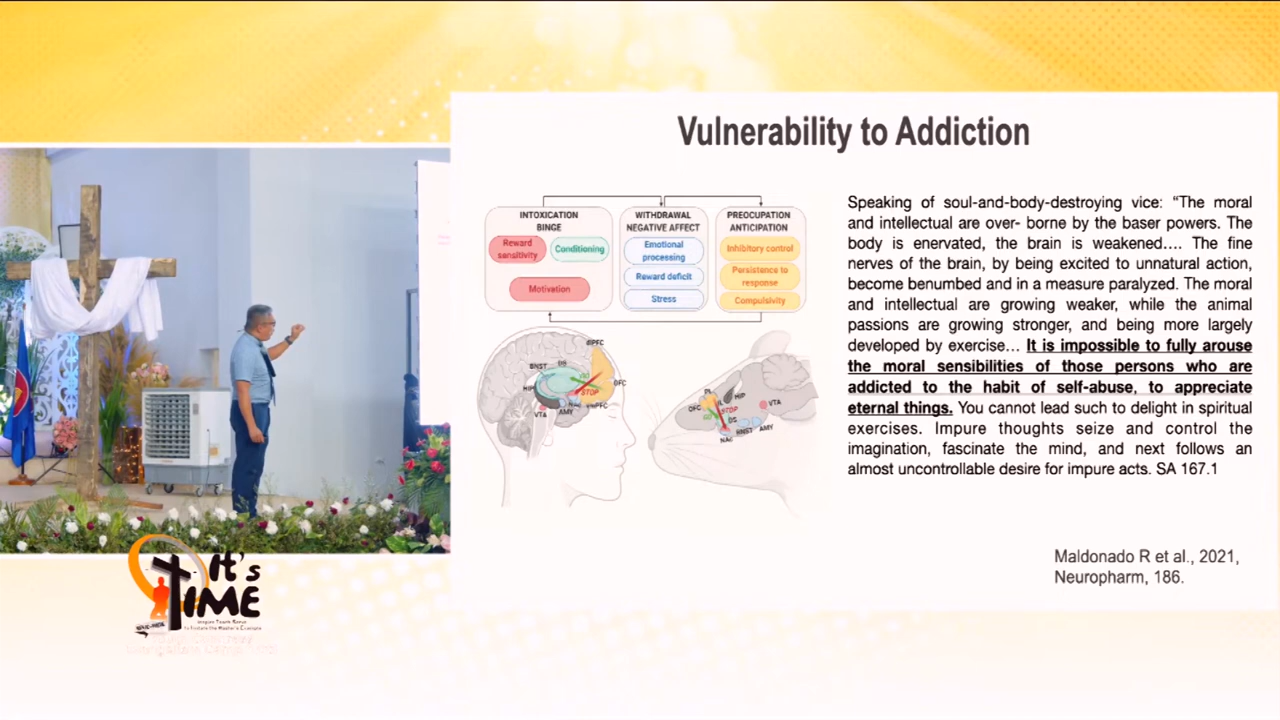 Vulnerability to Addiction
INTOXICATION
BINGE
Reward
sensitivity
Conditioning
Motivation
WITHDRAWAL
NEGATIVE AFFECT
Emotional
processing
Reward deficit
Stress
PREOCUPATION
ANTICIPATION
Inhibitory control
Persistence to
response
Compulsivity
dlPFC
BNST
DS
OFC
HIP
STOP
VTA
AMY
NAc
vmPFC
PL
IL
HIP
OFC
STOP
VTA
DS
BNST
AMY
NAc
Speaking of soul-and-body-destroying vice: “The moral
and intellectual are over- borne by the baser powers. The
body is enervated, the brain is weakened…. The fine
nerves of the brain, by being excited to unnatural action,
become benumbed and in a measure paralyzed. The moral
and intellectual are growing weaker, while the animal
passions are growing stronger, and being more largely
developed by exercise… It is impossible to fully arouse
the moral sensibilities of those persons who are
addicted to the habit of self-abuse, to appreciate
eternal things. You cannot lead such to delight in spiritual
exercises. Impure thoughts seize and control the
imagination, fascinate the mind, and next follows an
almost uncontrollable desire for impure acts. SA 167.1
Maldonado R et al., 2021,
Neuropharm, 186.
It's
TIME